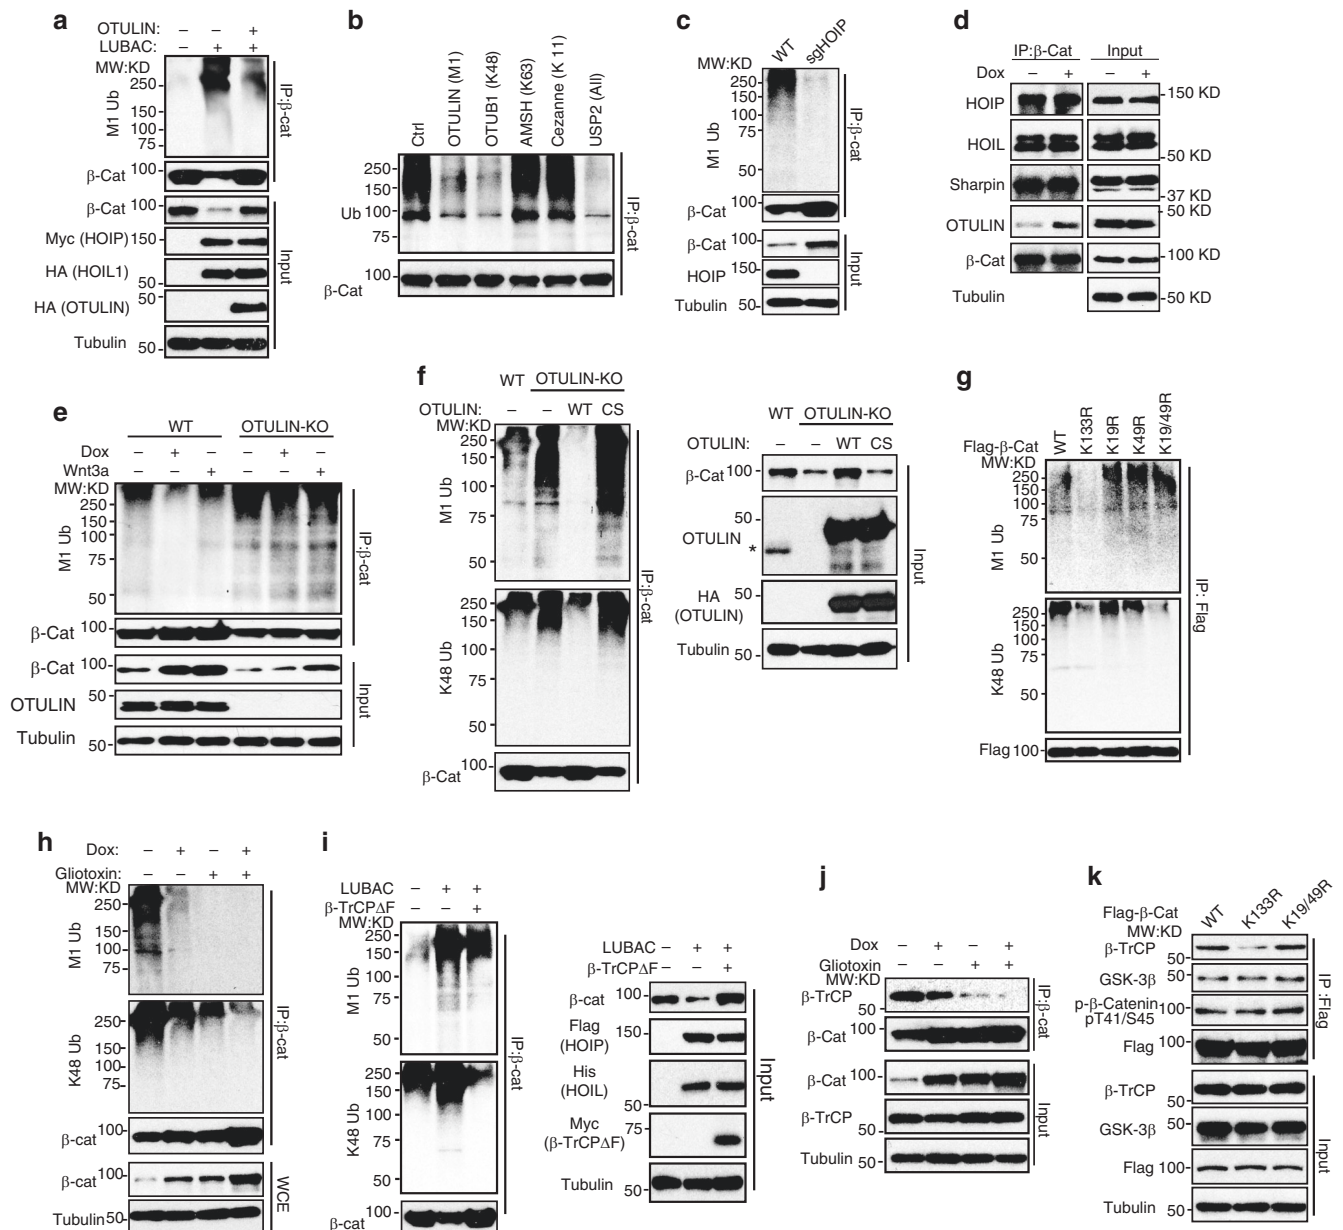 a
OTULIN: – – +
LUBAC: – + +
MW:KD
250
150
100
75
M1 Ub
β-Cat 100
IP:β-cat
β-Cat 100
Myc (HOIP) 150
HA (HOIL1)
50
50
HA (OTULIN)
Tubulin 50
Input
b
Ctrl
OTULIN (M1)
OTUB1 (K48)
AMSH (K63)
Cezanne (K 11)
USP2 (All)
250
150
Ub 100
75
100
β-Cat
IP:β-cat
c
WT
sgHOIP
MW:KD
250
150
100
75
50
M1 Ub
100
β-Cat
IP:β-cat
β-Cat 100
HOIP 150
Tubulin 50
Input
d
IP:β-Cat Input
Dox – + – +
HOIP 150 KD
HOIL 50 KD
Sharpin 37 KD
OTULIN 50 KD
β-Cat 100 KD
Tubulin 50 KD
e
WT OTULIN-KO
Dox – + – – + –
Wnt3a – – + – – +
MW:KD
250
150
75
50
M1 Ub
β-Cat 100
IP:β-cat
β-Cat 100
OTULIN 50
Tubulin 50
Input
f
WT OTULIN-KO
OTULIN: – – WT CS
MW:KD
250
150
100
75
50
M1 Ub
250
150
100
75
50
K48 Ub
β-Cat 100
IP:β-cat
WT OTULIN-KO
OTULIN: – – WT CS
β-Cat 100
50
OTULIN
*
HA 50
(OTULIN)
Tubulin 50
Input
g
Flag-β-Cat
WT
K133R
K19R
K49R
K19/49R
MW:KD
250
150
100
75
50
M1 Ub
250
150
100
75
50
K48 Ub
Flag 100
IP: Flag
h
Dox: – + – +
Gliotoxin – – + +
MW:KD
250
150
100
75
M1 Ub
250
150
100
75
K48 Ub
β-cat 100
IP:β-cat
β-cat 100
Tubulin 50
WCE
i
LUBAC – + +
β-TrCPΔF – – +
MW:KD
250
150
100
75
50
M1 Ub
250
150
100
75
50
K48 Ub
100
β-cat
IP:β-cat
LUBAC – + +
β-TrCPΔF – – +
β-cat 100
Flag 150
(HOIP)
His
(HOIL)
50
Myc 75
(β-TrCPΔF)
Tubulin 50
Input
j
Dox – + – +
Gliotoxin – – + +
MW:KD
β-TrCP
50
β-Cat 100
IP:β-cat
β-Cat 100
β-TrCP
50
Tubulin 50
Input
k
Flag-β-Cat WT K133R K19/49R
MW:KD
β-TrCP
50
GSK-3β 50
p-β-Catenin 100
pT41/S45
Flag 100
IP :Flag
β-TrCP
50
GSK-3β 50
Flag 100
Tubulin 50
Input